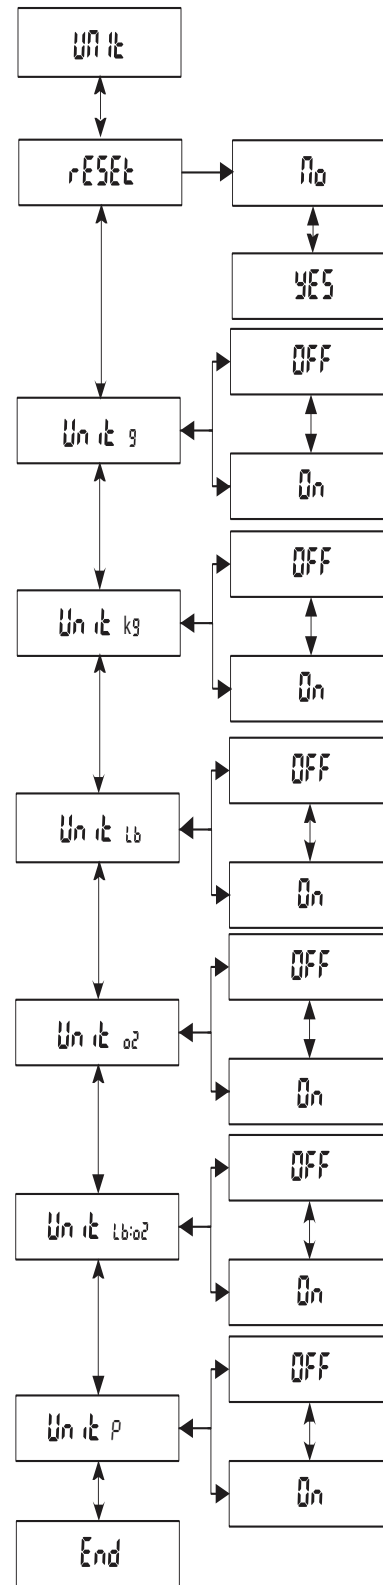 UNIt
rESEt
No
YES
OFF
Unit g
On
OFF
Unit kg
On
OFF
Unit Lb
On
OFF
Unit oZ
On
OFF
Unit Lb:oZ
On
OFF
Unit P
On
End